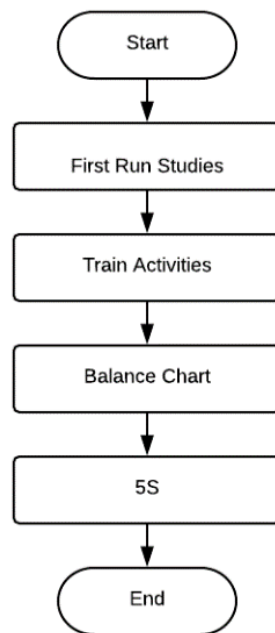 Start
First Run Studies
Train Activities
Balance Chart
5S
End